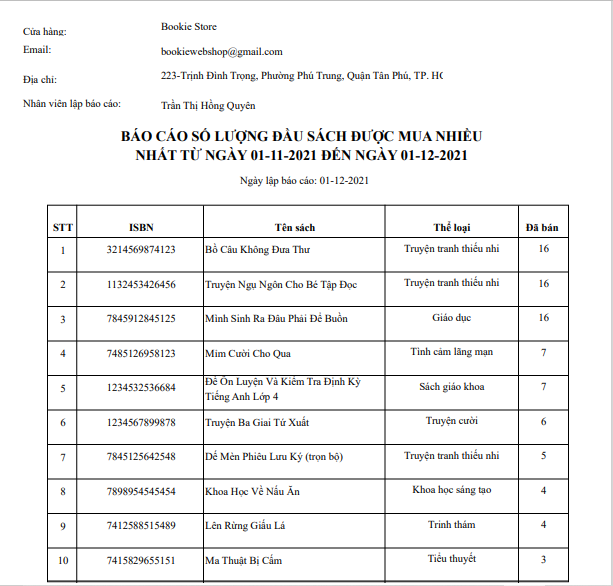 Cửa hàng: Bookie Store
Email: bookiewebshop@gmail.com
Địa chỉ: 223-Trịnh Đình Trọng, Phường Phú Trung, Quận Tân Phú, TP. HC
Nhân viên lập báo cáo: Trần Thị Hồng Quyên
BÁO CÁO SỐ LƯỢNG ĐẦU SÁCH ĐƯỢC MUA NHIỀU
NHẤT TỪ NGÀY 01-11-2021 ĐẾN NGÀY 01-12-2021
Ngày lập báo cáo: 01-12-2021
STT ISBN Tên sách Thể loại Đã bán
1 3214569874123 Bồ Câu Không Đưa Thư Truyện tranh thiếu nhi 16
2 1132453426456 Truyện Ngụ Ngôn Cho Bé Tập Đọc Truyện tranh thiếu nhi 16
3 7845912845125 Mình Sinh Ra Đâu Phải Để Buồn Giáo dục 16
4 7485126958123 Mỉm Cười Cho Qua Tình cảm lãng mạn 7
5 1234532536684 Đề Ôn Luyện Và Kiểm Tra Định Kỳ
Tiếng Anh Lớp 4 Sách giáo khoa 7
6 1234567899878 Truyện Ba Giai Tú Xuất Truyện cười 6
7 7845125642548 Dế Mèn Phiêu Lưu Ký (trọn bộ) Truyện tranh thiếu nhi 5
8 7898954545454 Khoa Học Về Nấu Ăn Khoa học sáng tạo 4
9 7412588515489 Lên Rừng Giấu Lá Trinh thám 4
10 7415829655151 Ma Thuật Bị Cấm Tiểu thuyết 3